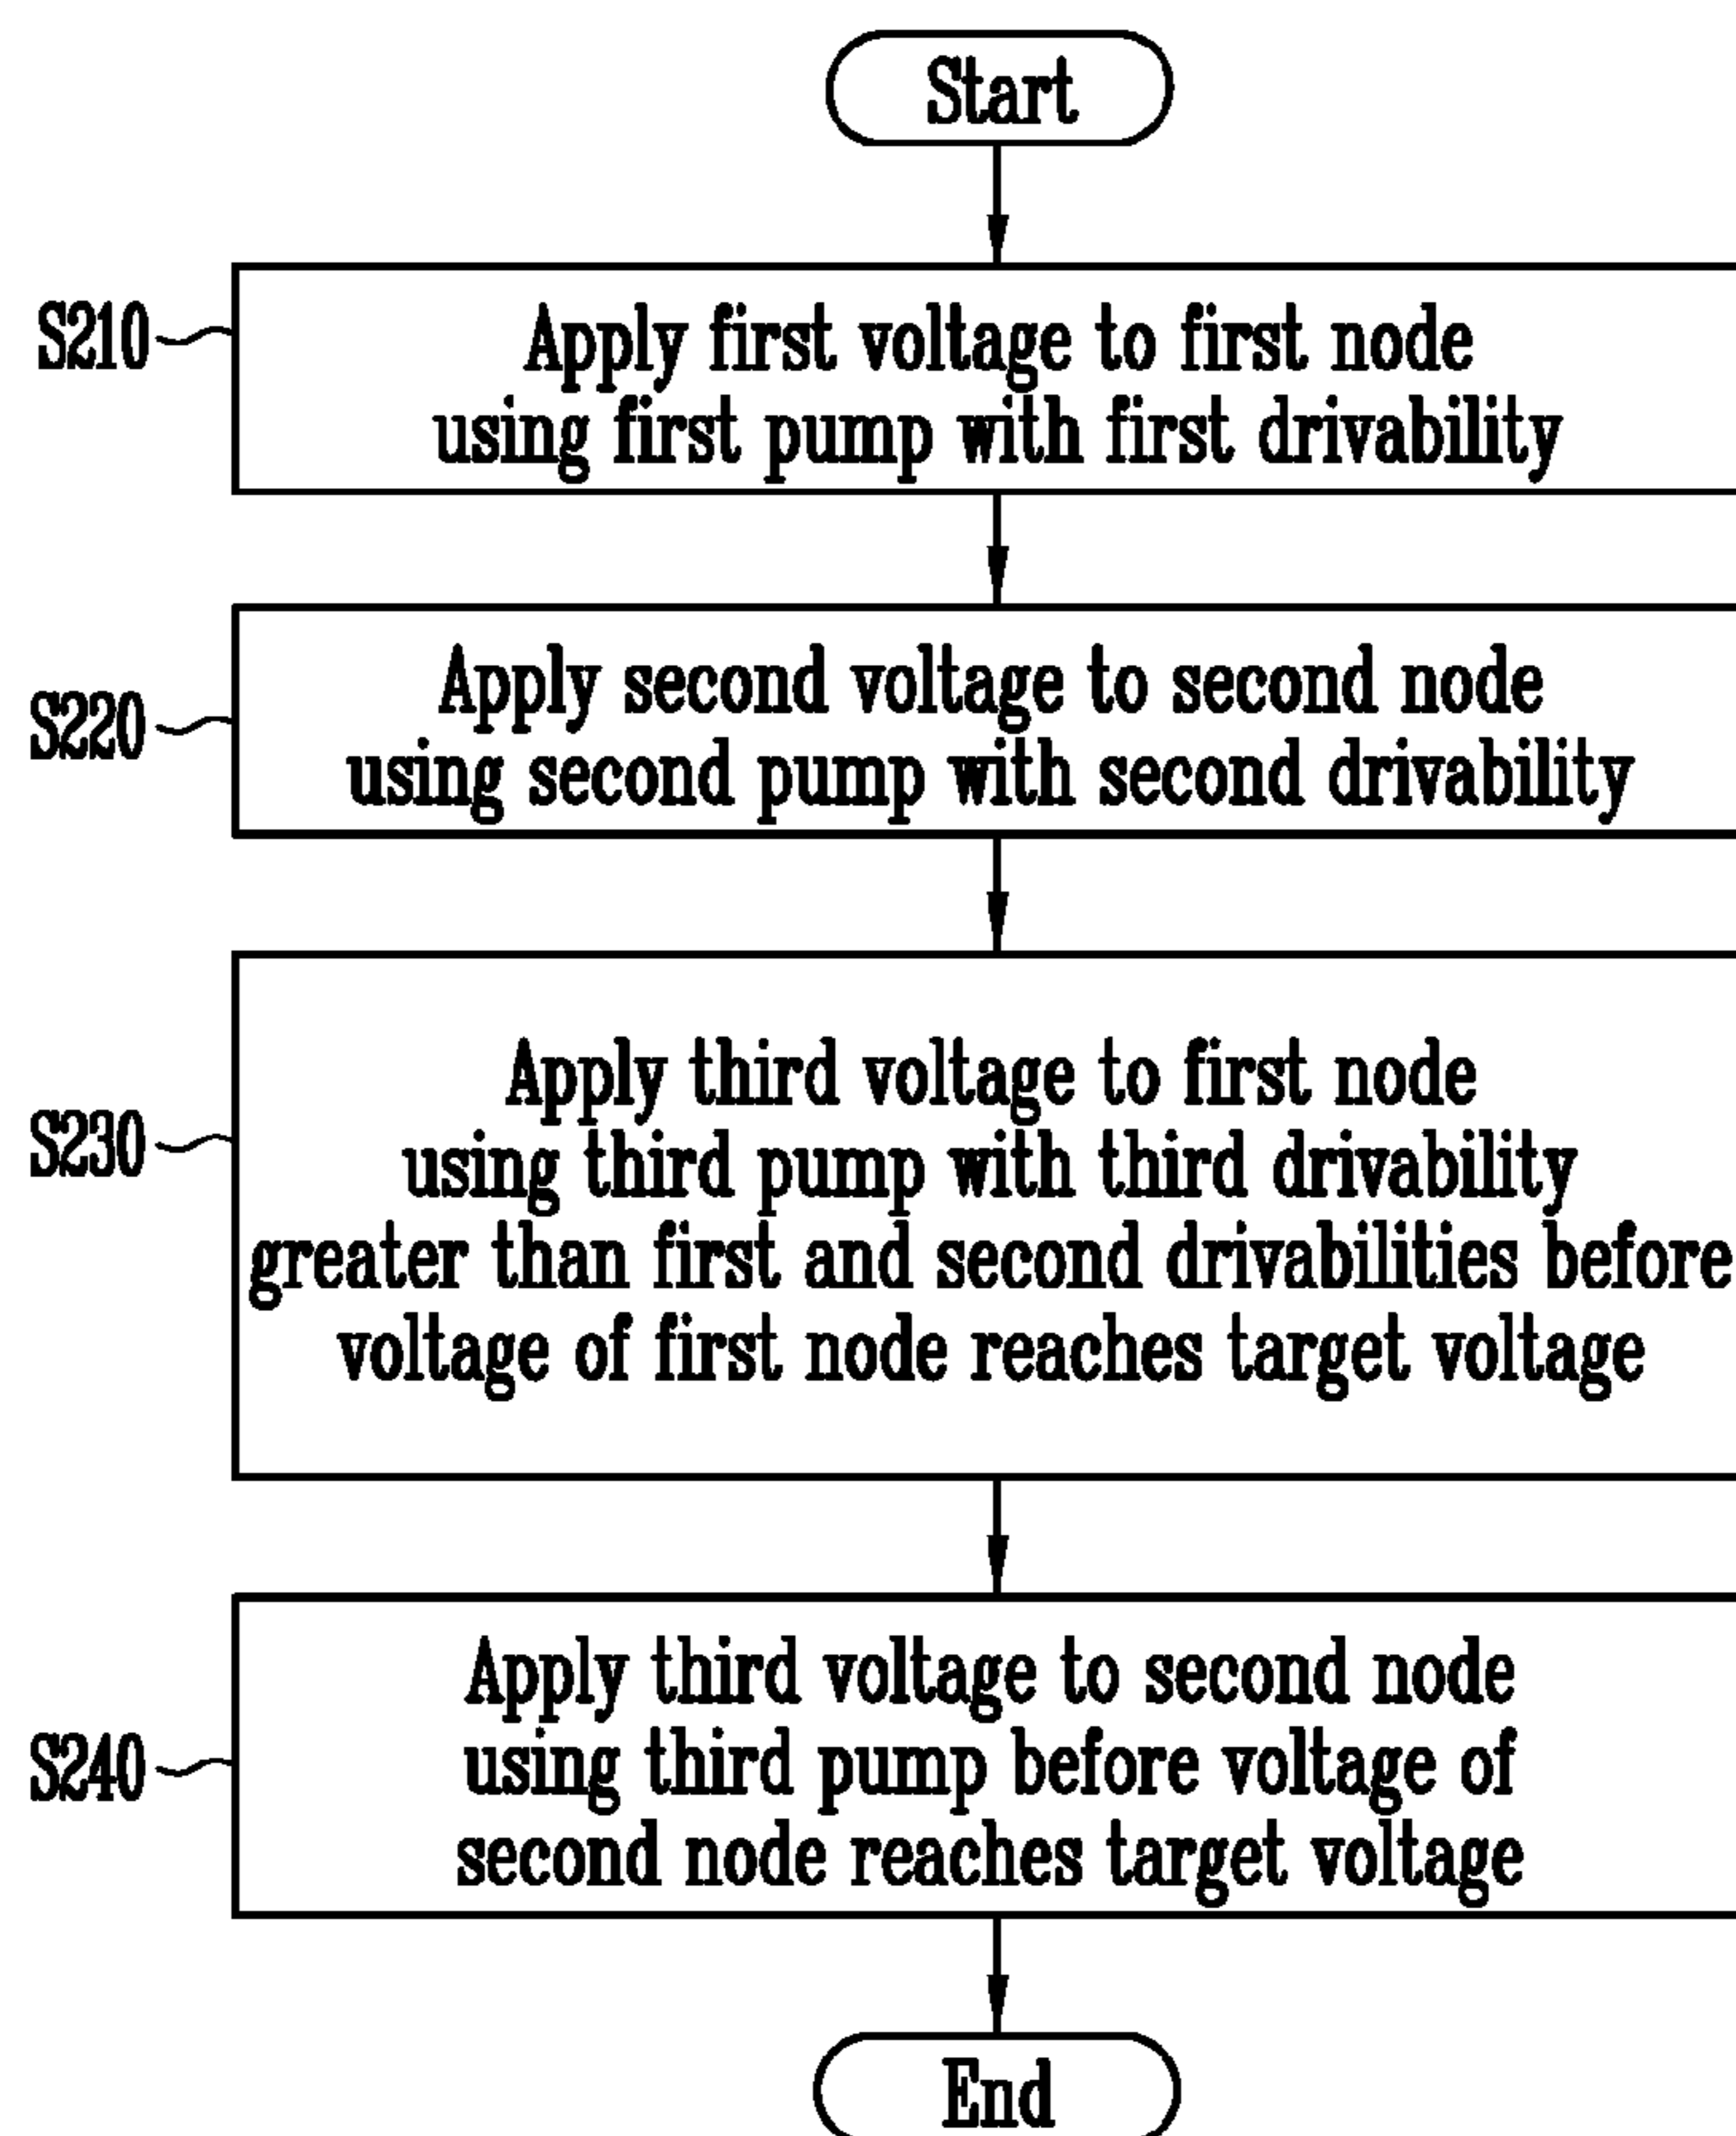 Start
S210
Apply first voltage to first node
using first pump with first drivability
S220
Apply second voltage to second node
using second pump with second drivability
S230
Apply third voltage to first node
using third pump with third drivability
greater than first and second drivabilities before
voltage of first node reaches target voltage
S240
Apply third voltage to second node
using third pump before voltage of
second node reaches target voltage
End